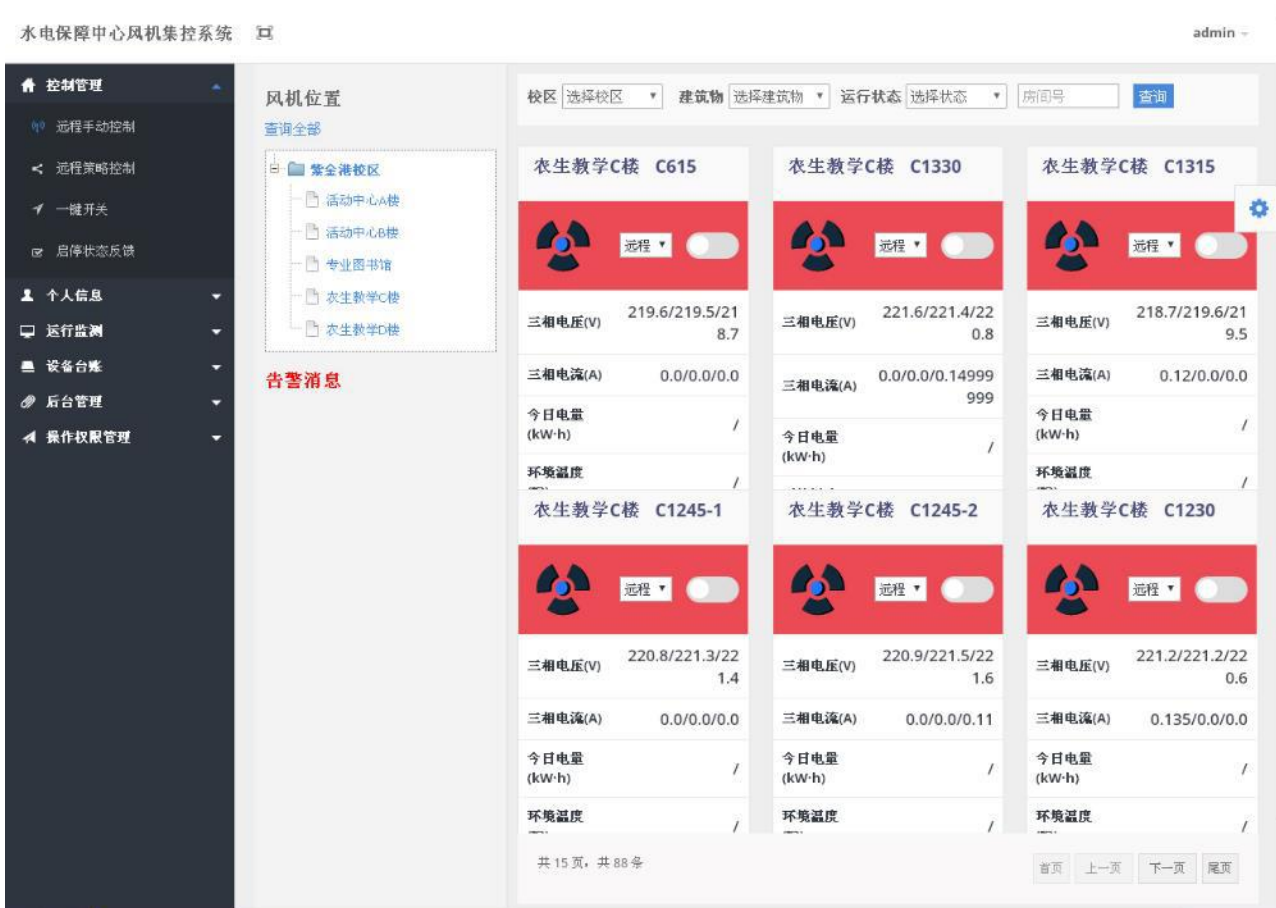 水电保障中心风机集控系统
admin
控制管理
远程手动控制
远程策略控制
一键开关
启停状态反馈
个人信息
运行监测
设备台账
后台管理
操作权限管理
风机位置
查询全部
紫金港校区
活动中心A楼
活动中心B楼
专业图书馆
农生教学C楼
农生教学D楼
告警消息
校区 选择校区 建筑物 选择建筑物 运行状态 选择状态 房间号 查询
农生教学C楼 C615
远程
三相电压(V) 219.6/219.5/21
8.7
三相电流(A) 0.0/0.0/0.0
今日电量
(kW·h) /
环境温度
/
农生教学C楼 C1330
远程
三相电压(V) 221.6/221.4/22
0.8
三相电流(A) 0.0/0.0/0.14999
999
今日电量
(kW·h) /
农生教学C楼 C1315
远程
三相电压(V) 218.7/219.6/21
9.5
三相电流(A) 0.12/0.0/0.0
今日电量
(kW·h) /
环境温度
/
农生教学C楼 C1245-1
远程
三相电压(V) 220.8/221.3/22
1.4
三相电流(A) 0.0/0.0/0.0
今日电量
(kW·h) /
环境温度
/
农生教学C楼 C1245-2
远程
三相电压(V) 220.9/221.5/22
1.6
三相电流(A) 0.0/0.0/0.11
今日电量
(kW·h) /
环境温度
/
农生教学C楼 C1230
远程
三相电压(V) 221.2/221.2/22
0.6
三相电流(A) 0.135/0.0/0.0
今日电量
(kW·h) /
环境温度
/
共 15 页，共 88 条
首页 上一页 下一页 尾页